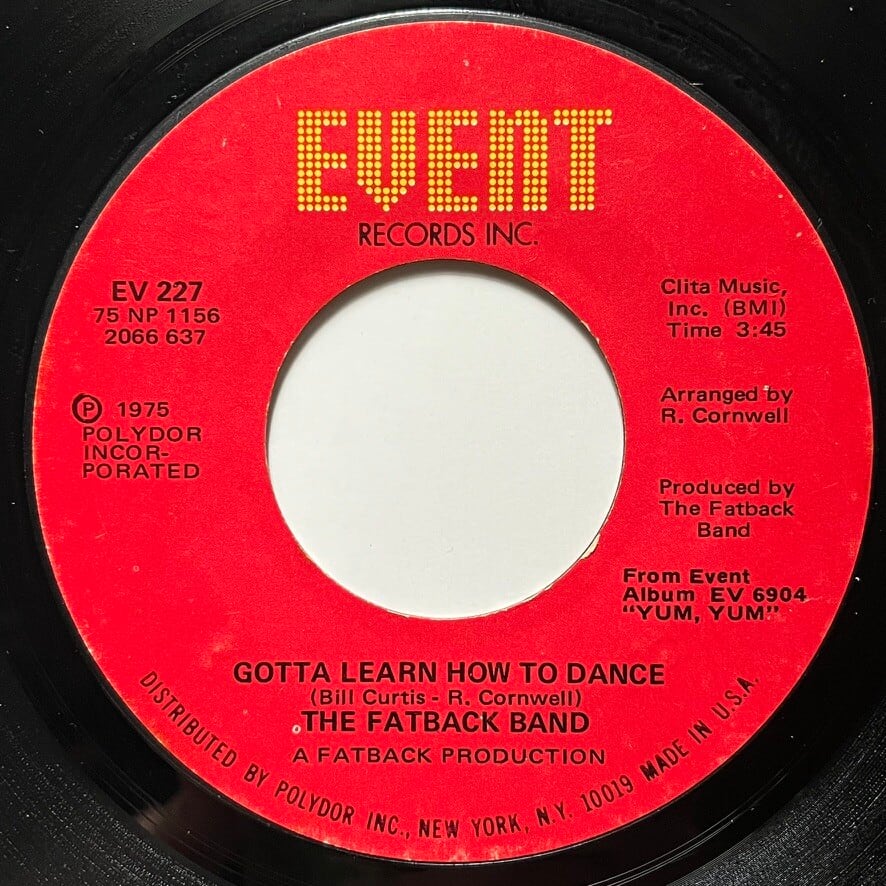 EVENT
RECORDS INC.
EV 227
75 NP 1156
2066 637
Ⓟ 1975
POLYDOR
INCOR-
PORATED
Clita Music,
Inc. (BMI)
Time 3:45
Arranged by
R. Cornwell
Produced by
The Fatback
Band
From Event
Album EV 6904
"YUM, YUM"
GOTTA LEARN HOW TO DANCE
(Bill Curtis - R. Cornwell)
THE FATBACK BAND
A FATBACK PRODUCTION
DISTRIBUTED BY POLYDOR INC., NEW YORK, N.Y. 10019 MADE IN U.S.A.